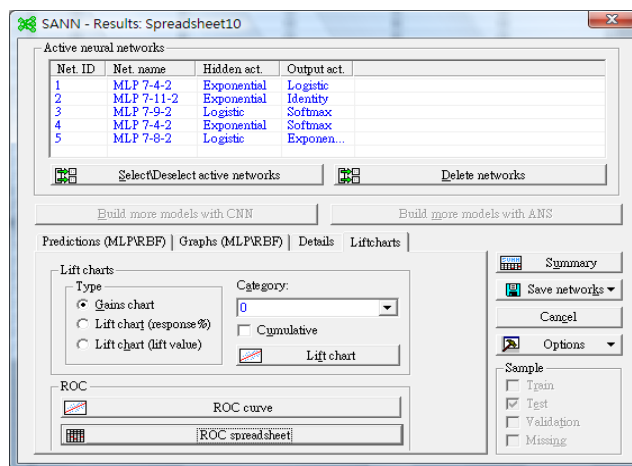 SANN - Results: Spreadsheet10
Active neural networks
Net. ID Net. name Hidden act. Output act.
1 MLP 7-4-2 Exponential Logistic
2 MLP 7-11-2 Exponential Identity
3 MLP 7-9-2 Logistic Softmax
4 MLP 7-4-2 Exponential Softmax
5 MLP 7-8-2 Logistic Exponen...
Select\Deselect active networks Delete networks
Build more models with CNN Build more models with ANS
Predictions (MLP\RBF) Graphs (MLP\RBF) Details Liftcharts
Lift charts
Type
Gains chart
Lift chart (response%)
Lift chart (lift value)
Category:
0
Cumulative
Lift chart
ROC
ROC curve
ROC spreadsheet
Summary
Save networks
Cancel
Options
Sample
Train
Test
Validation
Missing